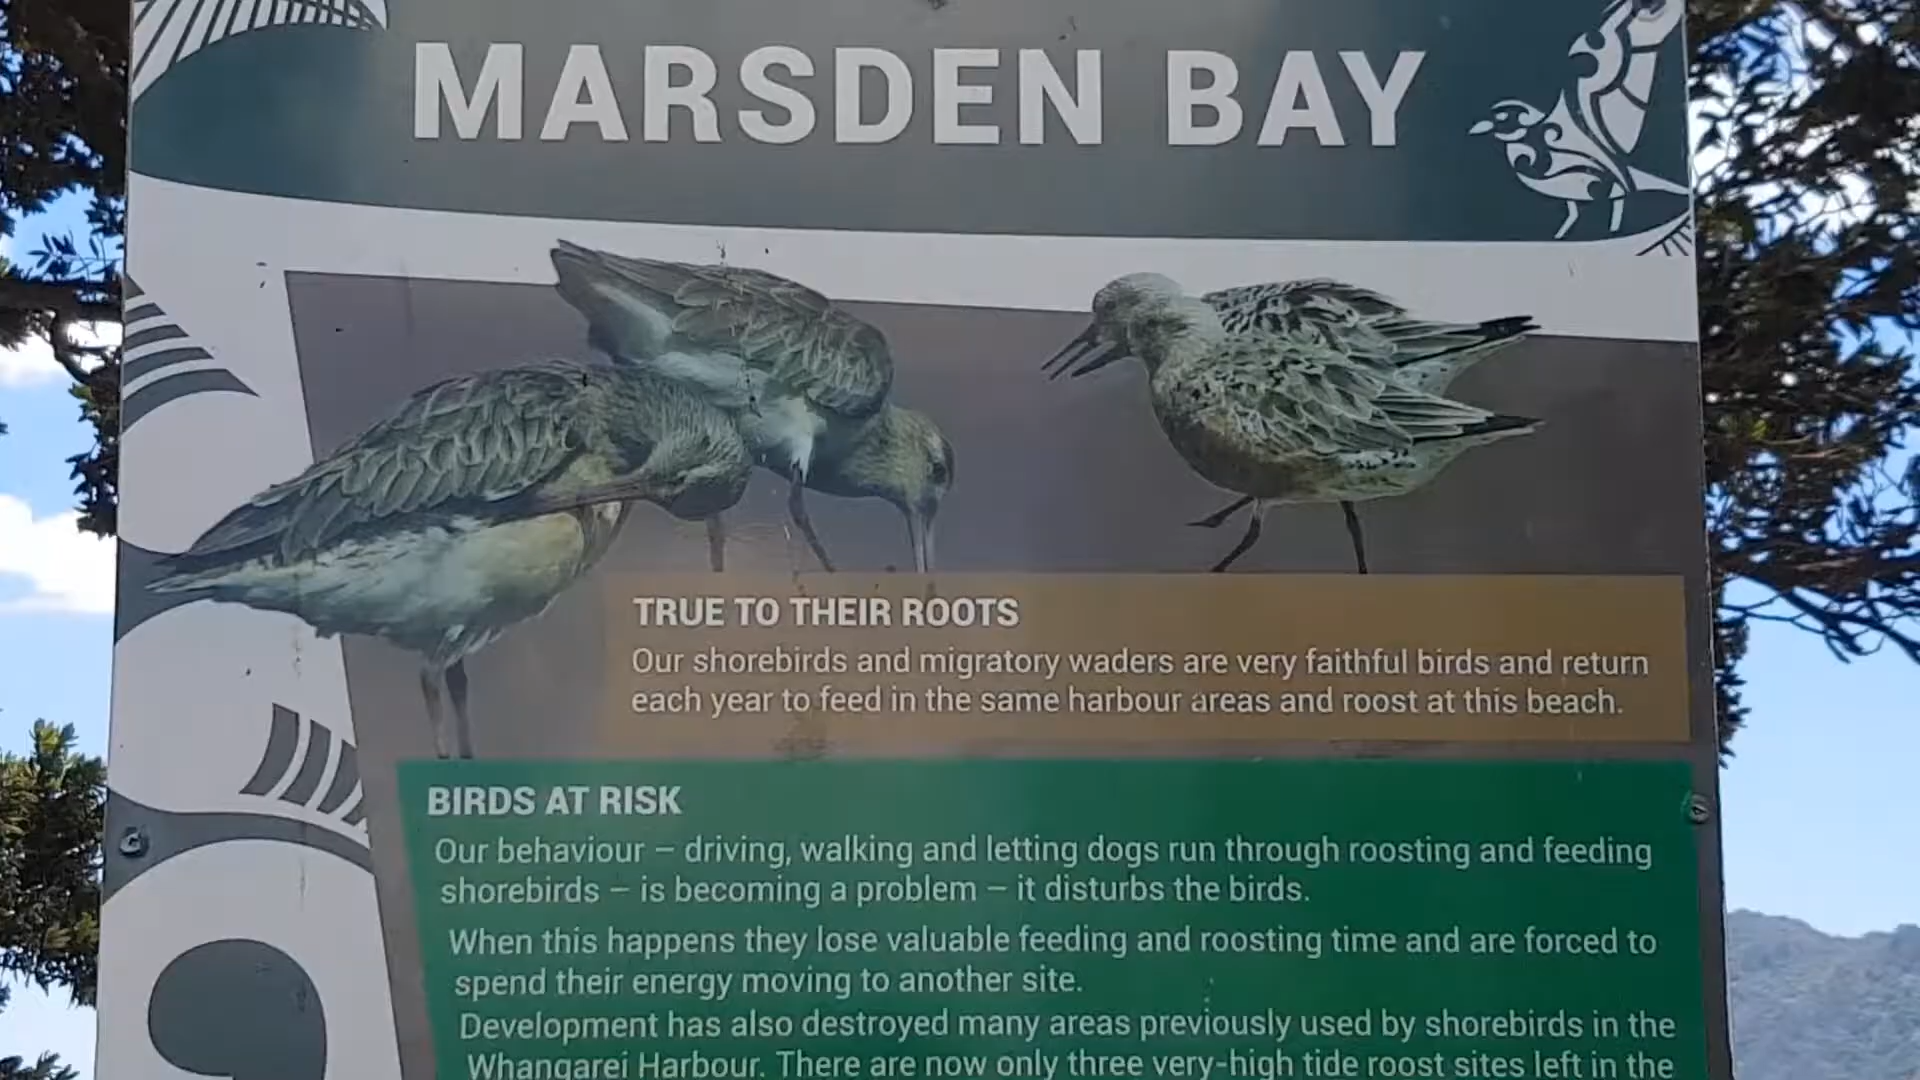 MARSDEN BAY
TRUE TO THEIR ROOTS
Our shorebirds and migratory waders are very faithful birds and return
each year to feed in the same harbour areas and roost at this beach.
BIRDS AT RISK
Our behaviour – driving, walking and letting dogs run through roosting and feeding
shorebirds – is becoming a problem – it disturbs the birds.
When this happens they lose valuable feeding and roosting time and are forced to
spend their energy moving to another site.
Development has also destroyed many areas previously used by shorebirds in the
Whangarei Harbour. There are now only three very-high tide roost sites left in the